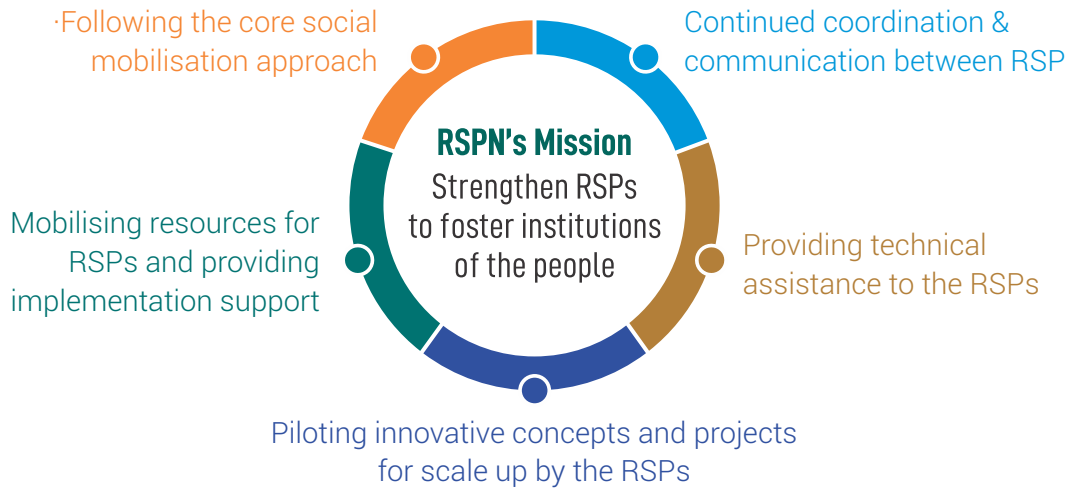 ·Following the core social
mobilisation approach
Continued coordination &
communication between RSP
RSPN's Mission
Strengthen RSPs
to foster institutions
of the people
Mobilising resources for
RSPs and providing
implementation support
Providing technical
assistance to the RSPs
Piloting innovative concepts and projects
for scale up by the RSPs